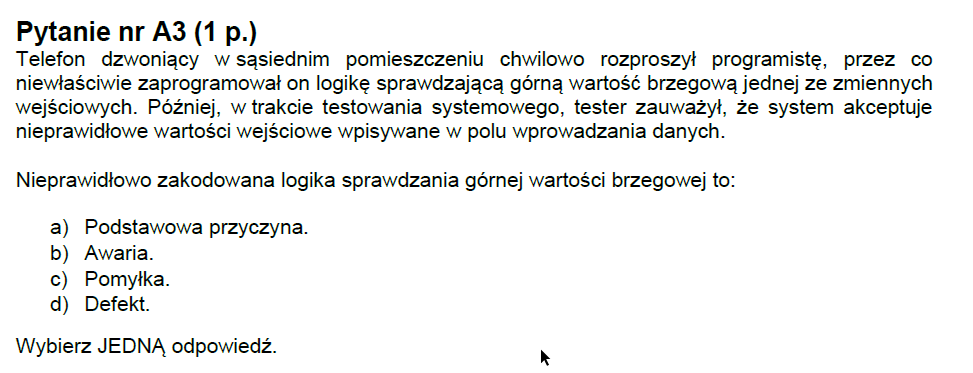 Pytanie nr A3 (1 p.)
Telefon dzwoniący w sąsiednim pomieszczeniu chwilowo rozproszył programistę, przez co
niewłaściwie zaprogramował on logikę sprawdzającą górną wartość brzegową jednej ze zmiennych
wejściowych. Później, w trakcie testowania systemowego, tester zauważył, że system akceptuje
nieprawidłowe wartości wejściowe wpisywane w polu wprowadzania danych.
Nieprawidłowo zakodowana logika sprawdzania górnej wartości brzegowej to:
a) Podstawowa przyczyna.
b) Awaria.
c) Pomyłka.
d) Defekt.
Wybierz JEDNĄ odpowiedź.